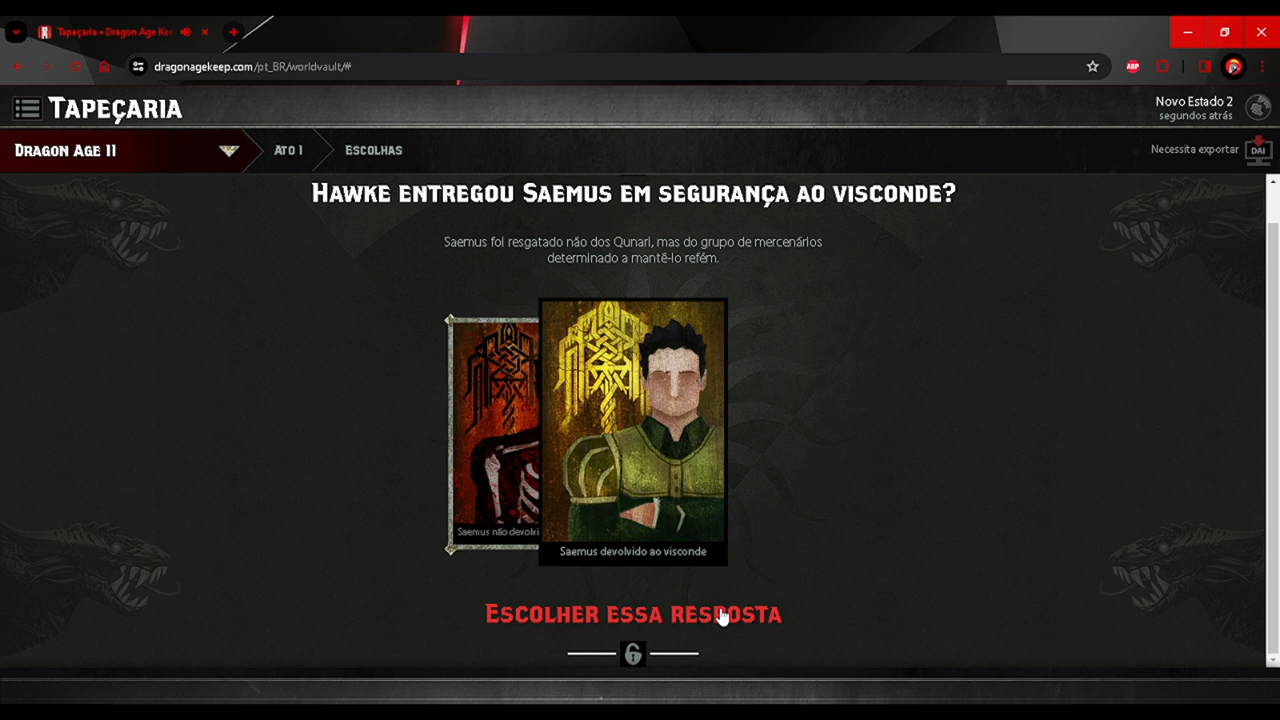 Tapeçaria • Dragon Age Kee
dragonagekeep.com/pt_BR/worldvault/#
ABP
Tapeçaria
Novo Estado 2
segundos atrás
Dragon Age II
Ato I
Escolhas
Necessita exportar
DAI
Hawke entregou Saemus em segurança ao visconde?
Saemus foi resgatado não dos Qunari, mas do grupo de mercenários
determinado a mantê-lo refém.
Saemus não devolvi
Saemus devolvido ao visconde
Escolher essa resposta